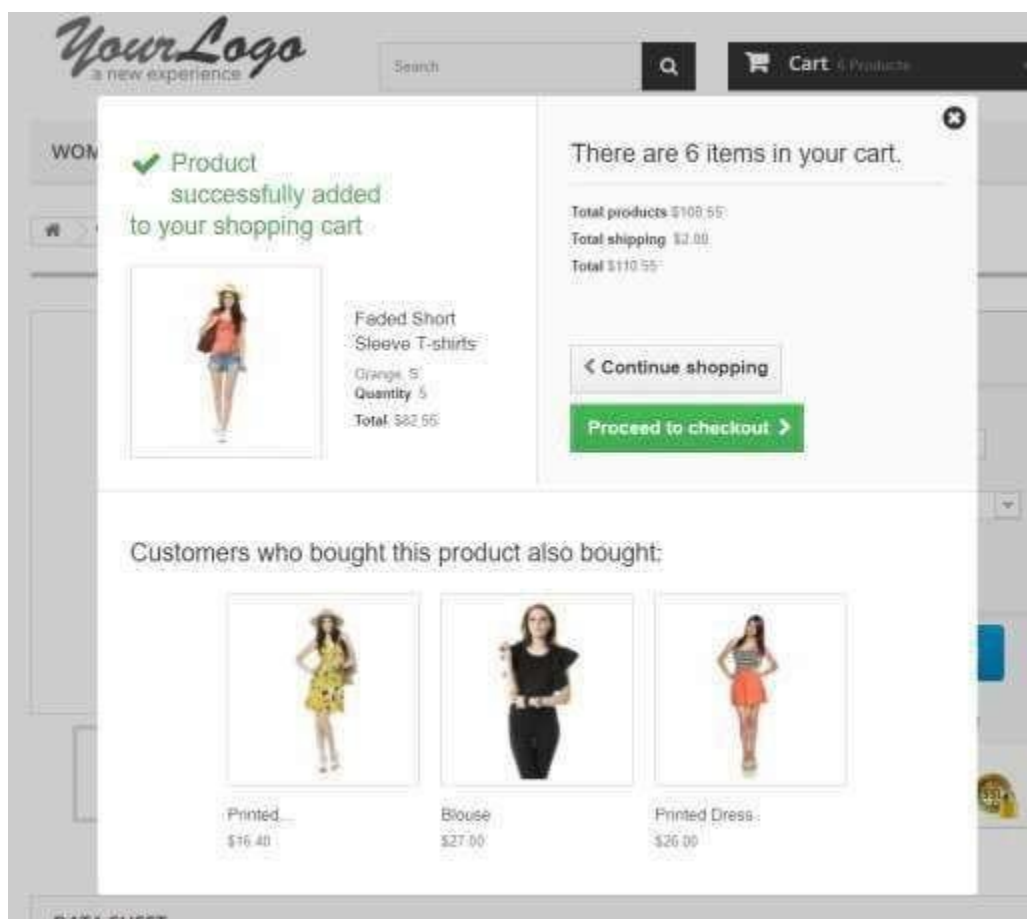 YourLogo
a new experience
Search
Cart 6 Products
WOM
Product
successfully added
to your shopping cart
Faded Short
Sleeve T-shirts
Orange, S
Quantity 5
Total $82.55
There are 6 items in your cart.
Total products
Total shipping $2.00
Total $110.55
Continue shopping
Proceed to checkout
Customers who bought this product also bought:
Printed...
$16.40
Blouse
$27.00
Printed Dress
$26.00